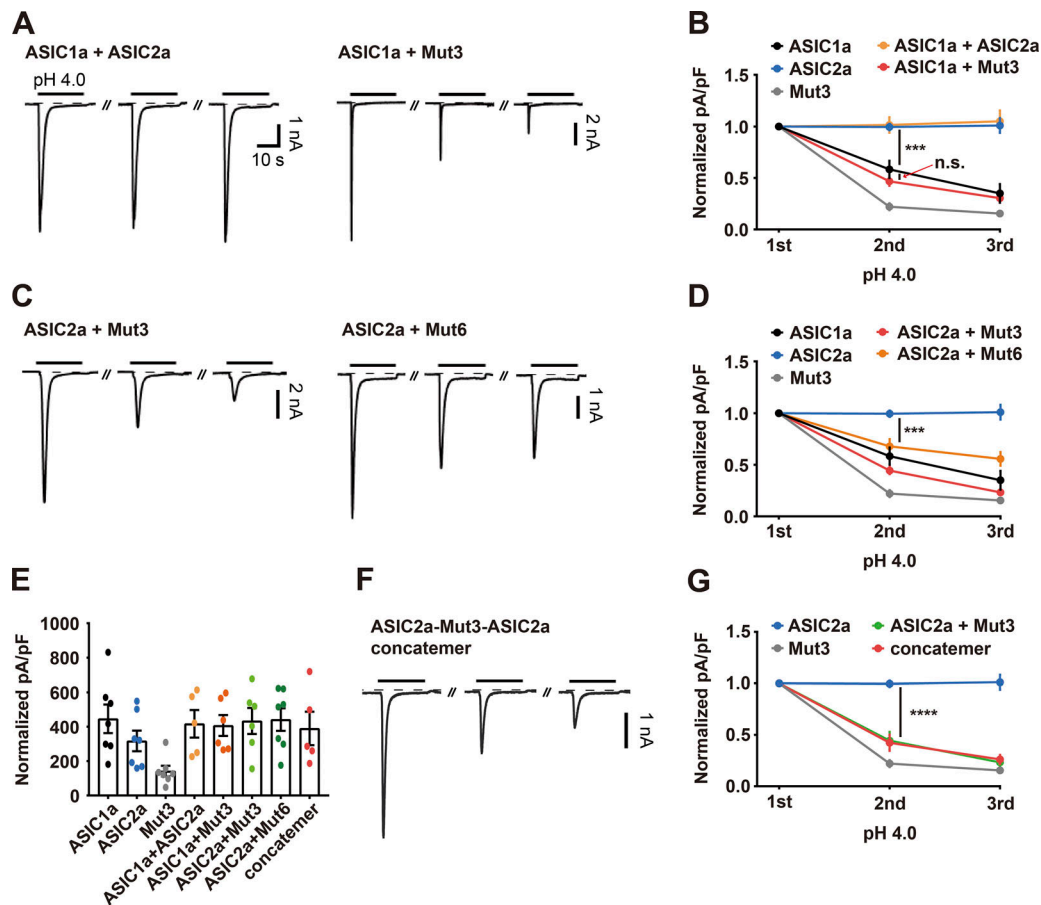 A
ASIC1a + ASIC2a
pH 4.0
//
//
1 nA
10 s
ASIC1a + Mut3
//
//
2 nA
B
ASIC1a
ASIC1a + ASIC2a
ASIC2a
ASIC1a + Mut3
Mut3
Normalized pA/pF
1.5
1.0
0.5
0.0
***
n.s.
1st
2nd
3rd
pH 4.0
C
ASIC2a + Mut3
//
//
2 nA
ASIC2a + Mut6
//
//
1 nA
D
ASIC1a
ASIC2a + Mut3
ASIC2a
ASIC2a + Mut6
Mut3
Normalized pA/pF
1.5
1.0
0.5
0.0
***
1st
2nd
3rd
pH 4.0
E
Normalized pA/pF
1000
800
600
400
200
0
ASIC1a
ASIC2a
Mut3
ASIC1a+ASIC2a
ASIC1a+Mut3
ASIC2a+Mut3
ASIC2a+Mut6
concatemer
F
ASIC2a-Mut3-ASIC2a
concatemer
//
//
1 nA
G
ASIC2a
ASIC2a + Mut3
Mut3
concatemer
Normalized pA/pF
1.5
1.0
0.5
0.0
****
1st
2nd
3rd
pH 4.0